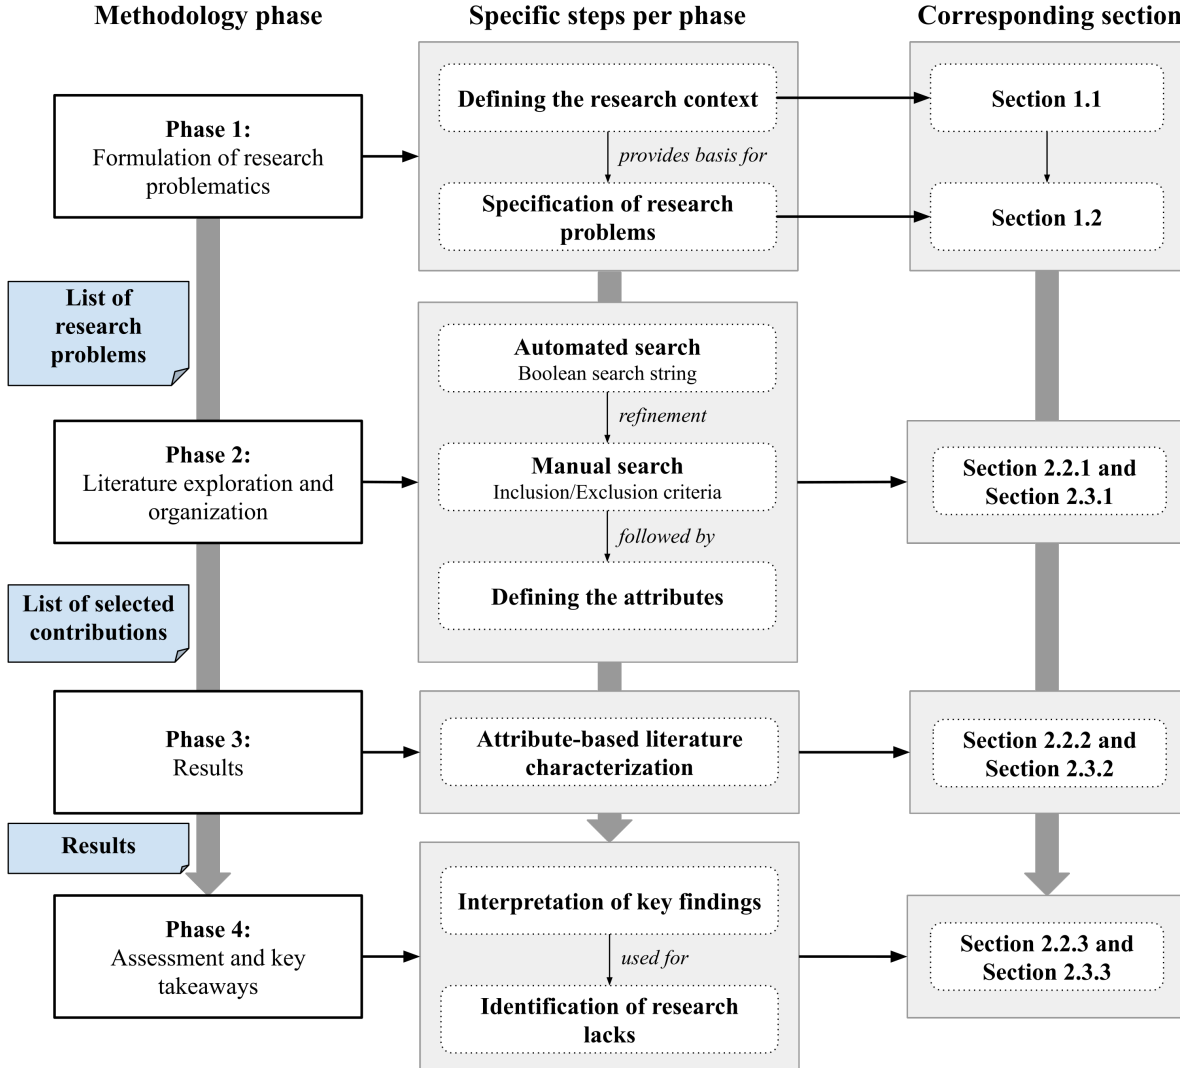 Methodology phase
Specific steps per phase
Corresponding section
Phase 1:
Formulation of research
problematics
Defining the research context
provides basis for
Specification of research
problems
Section 1.1
Section 1.2
List of
research
problems
Phase 2:
Literature exploration and
organization
Automated search
Boolean search string
refinement
Manual search
Inclusion/Exclusion criteria
followed by
Defining the attributes
Section 2.2.1 and
Section 2.3.1
List of selected
contributions
Phase 3:
Results
Attribute-based literature
characterization
Section 2.2.2 and
Section 2.3.2
Results
Phase 4:
Assessment and key
takeaways
Interpretation of key findings
used for
Identification of research
lacks
Section 2.2.3 and
Section 2.3.3